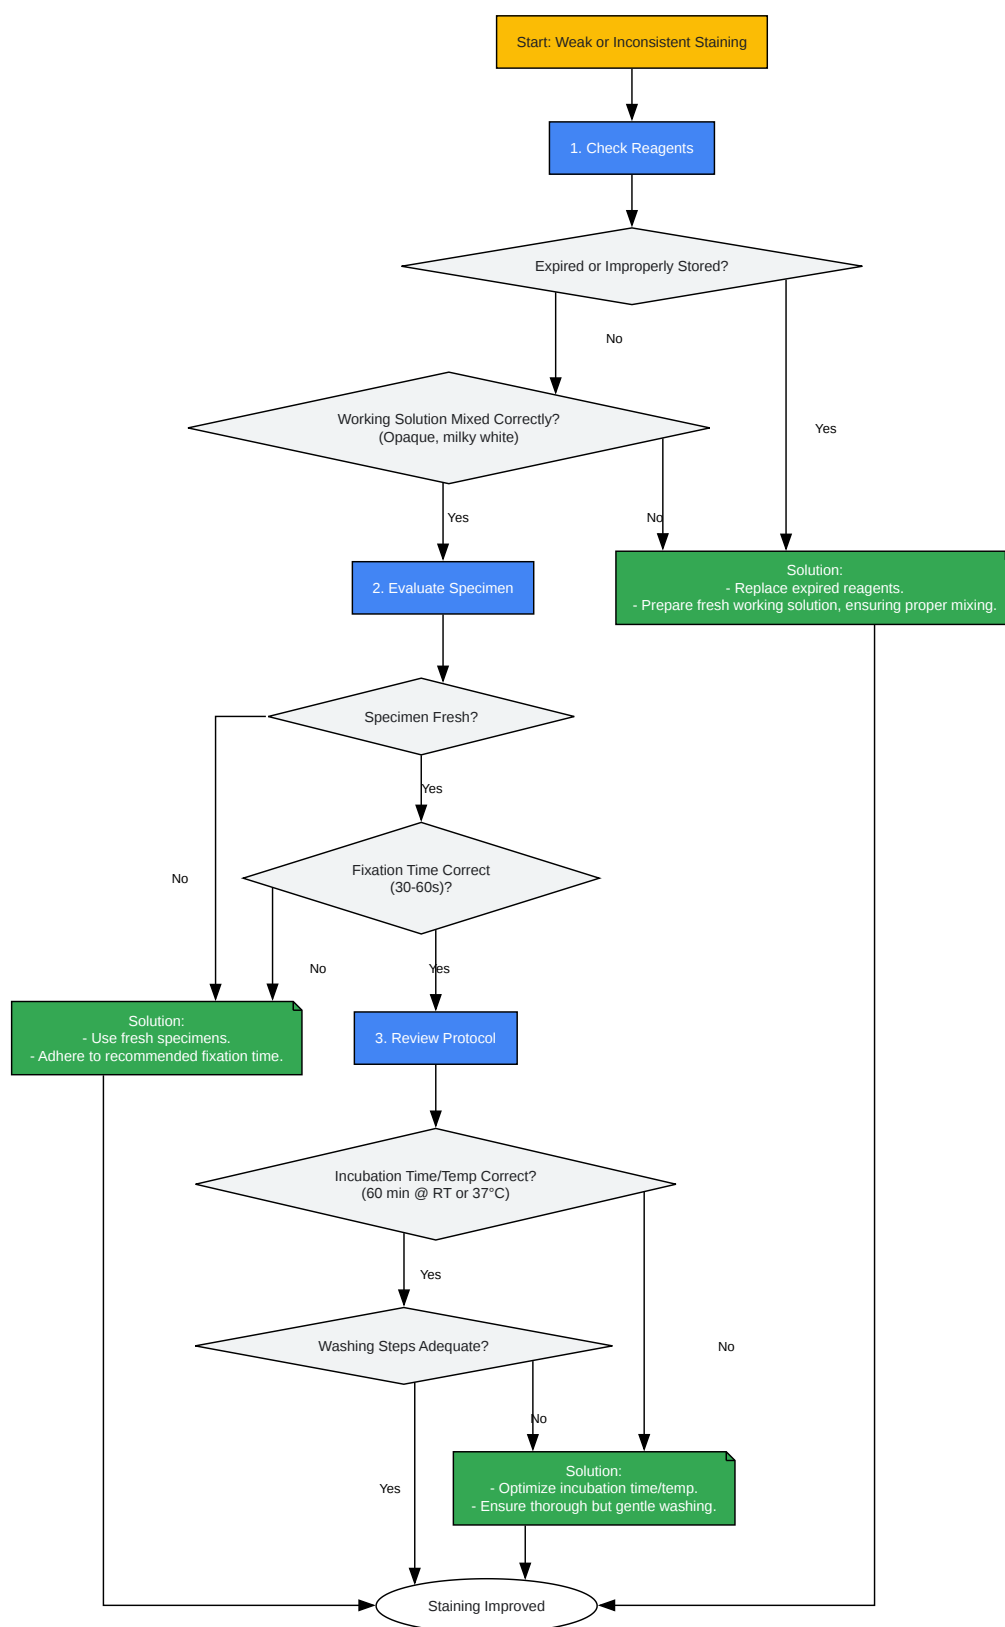 Start: Weak or Inconsistent Staining
1. Check Reagents
Expired or Improperly Stored?
No
Working Solution Mixed Correctly?
(Opaque, milky white)
Yes
Yes
No
Solution:
- Replace expired reagents.
- Prepare fresh working solution, ensuring proper mixing.
2. Evaluate Specimen
Specimen Fresh?
Yes
Fixation Time Correct
(30-60s)?
No
No
Yes
Solution:
- Use fresh specimens.
- Adhere to recommended fixation time.
3. Review Protocol
Incubation Time/Temp Correct?
(60 min @ RT or 37°C)
Yes
Washing Steps Adequate?
No
No
Solution:
- Optimize incubation time/temp.
- Ensure thorough but gentle washing.
Yes
Staining Improved